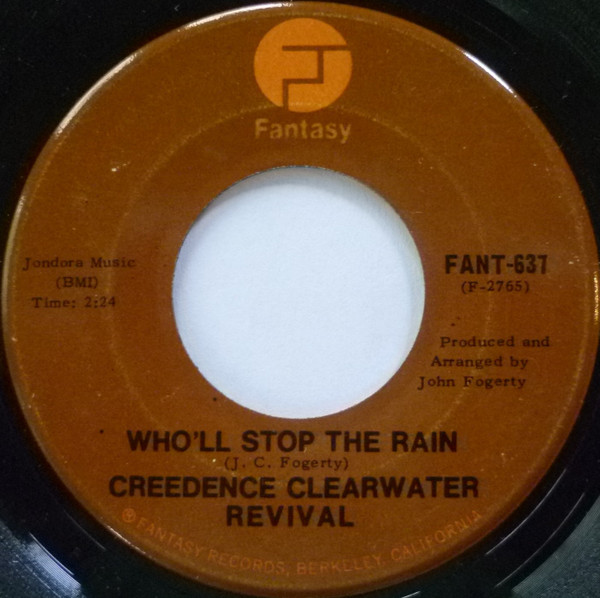 Fantasy
Jondora Music
(BMI)
Time: 2:24
FANT-637
(F-2765)
Produced and
Arranged by
John Fogerty
WHO'LL STOP THE RAIN
(J. C. Fogerty)
CREEDENCE CLEARWATER
REVIVAL
℗ FANTASY RECORDS, BERKELEY, CALIFORNIA